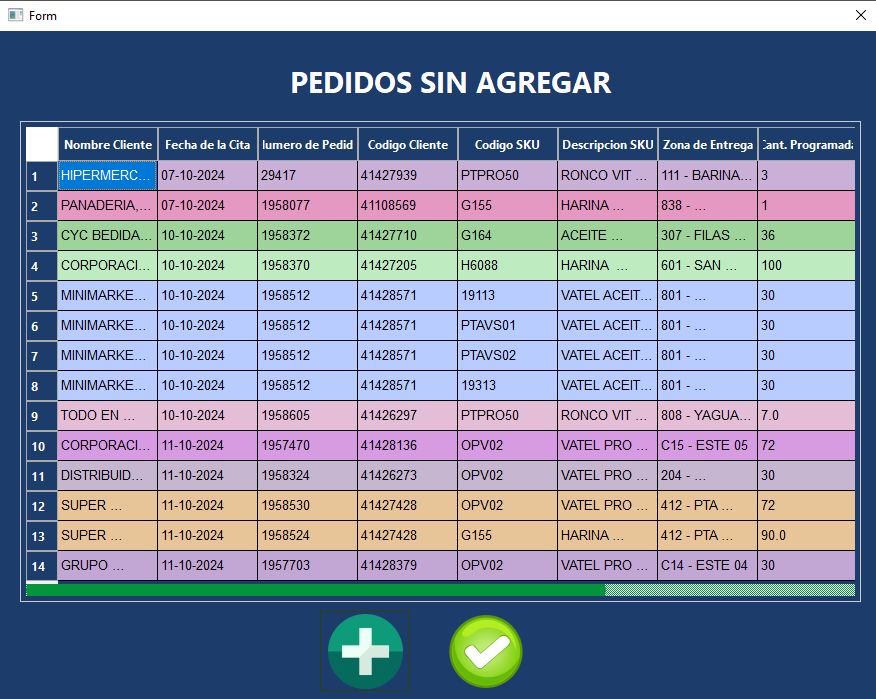 Form
PEDIDOS SIN AGREGAR
Nombre Cliente Fecha de la Cita lumero de Pedid Codigo Cliente Codigo SKU Descripcion SKU Zona de Entrega Cant. Programada
1 HIPERMERC... 07-10-2024 29417 41427939 PTPRO50 RONCO VIT ... 111 - BARINA... 3
2 PANADERIA,... 07-10-2024 1958077 41108569 G155 HARINA ... 838 - ... 1
3 CYC BEDIDA... 10-10-2024 1958372 41427710 G164 ACEITE ... 307 - FILAS ... 36
4 CORPORACI... 10-10-2024 1958370 41427205 H6088 HARINA ... 601 - SAN ... 100
5 MINIMARKE... 10-10-2024 1958512 41428571 19113 VATEL ACEIT... 801 - ... 30
6 MINIMARKE... 10-10-2024 1958512 41428571 PTAVS01 VATEL ACEIT... 801 - ... 30
7 MINIMARKE... 10-10-2024 1958512 41428571 PTAVS02 VATEL ACEIT... 801 - ... 30
8 MINIMARKE... 10-10-2024 1958512 41428571 19313 VATEL ACEIT... 801 - ... 30
9 TODO EN ... 10-10-2024 1958605 41426297 PTPRO50 RONCO VIT ... 808 - YAGUA... 7.0
10 CORPORACI... 11-10-2024 1957470 41428136 OPV02 VATEL PRO ... C15 - ESTE 05 72
11 DISTRIBUID... 11-10-2024 1958324 41426273 OPV02 VATEL PRO ... 204 - ... 30
12 SUPER ... 11-10-2024 1958530 41427428 OPV02 VATEL PRO ... 412 - PTA ... 72
13 SUPER ... 11-10-2024 1958524 41427428 G155 HARINA ... 412 - PTA ... 90.0
14 GRUPO ... 11-10-2024 1957703 41428379 OPV02 VATEL PRO ... C14 - ESTE 04 30